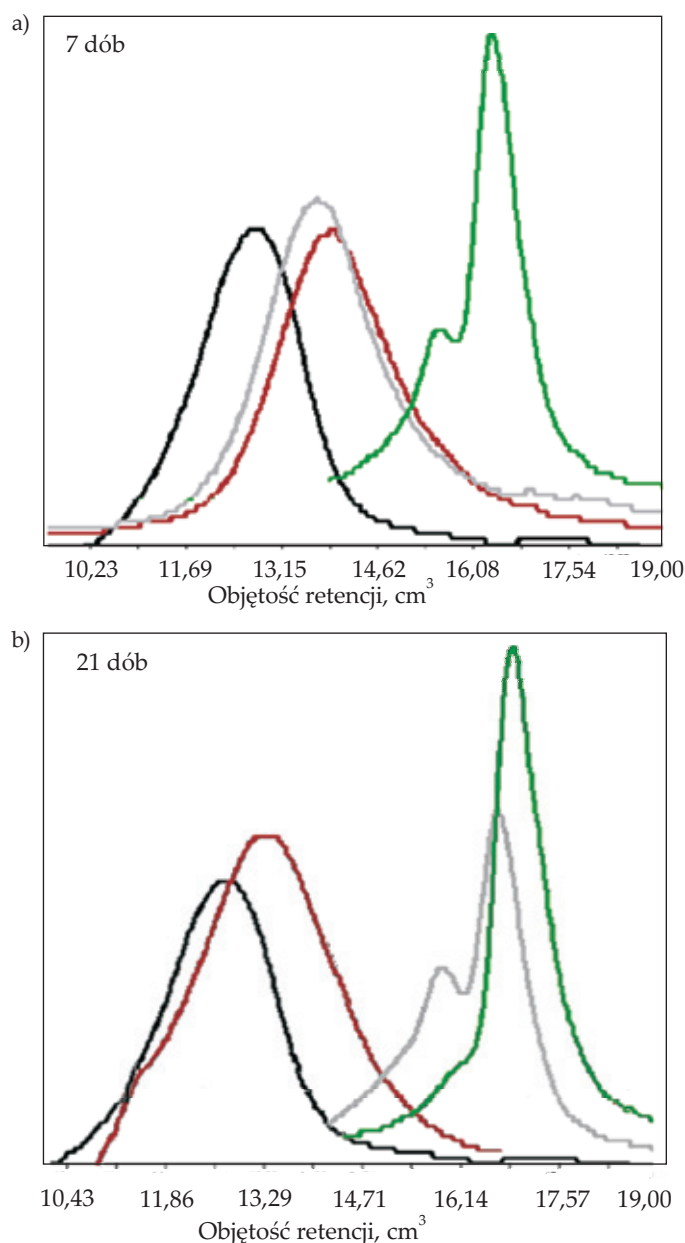 a)
7 dób
10,23 11,69 13,15 14,62 16,08 17,54 19,00
Objętość retencji, cm³
b)
21 dób
10,43 11,86 13,29 14,71 16,14 17,57 19,00
Objętość retencji, cm³